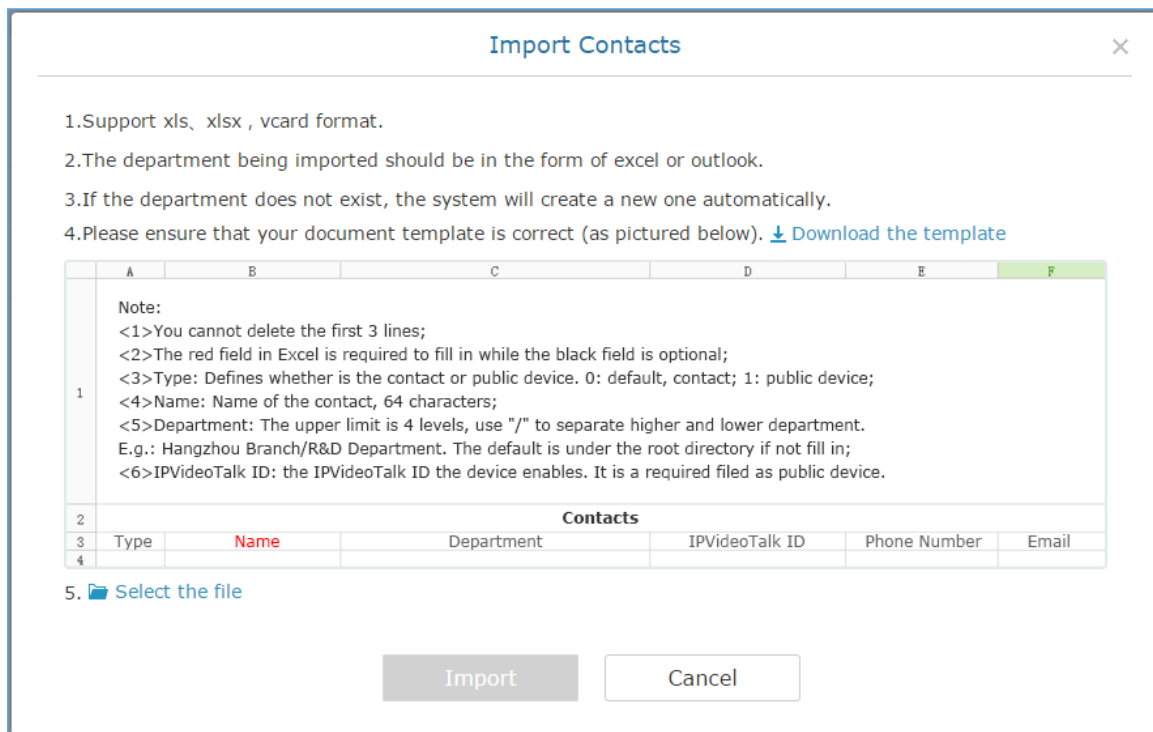 Import Contacts
1.Support xls、xlsx , vcard format.
2.The department being imported should be in the form of excel or outlook.
3.If the department does not exist, the system will create a new one automatically.
4.Please ensure that your document template is correct (as pictured below). Download the template
A B C D E F
1
Note:
<1>You cannot delete the first 3 lines;
<2>The red field in Excel is required to fill in while the black field is optional;
<3>Type: Defines whether is the contact or public device. 0: default, contact; 1: public device;
<4>Name: Name of the contact, 64 characters;
<5>Department: The upper limit is 4 levels, use "/" to separate higher and lower department.
E.g.: Hangzhou Branch/R&D Department. The default is under the root directory if not fill in;
<6>IPVideoTalk ID: the IPVideoTalk ID the device enables. It is a required filed as public device.
2 Contacts
3 Type Name Department IPVideoTalk ID Phone Number Email
4
5. Select the file
Import Cancel